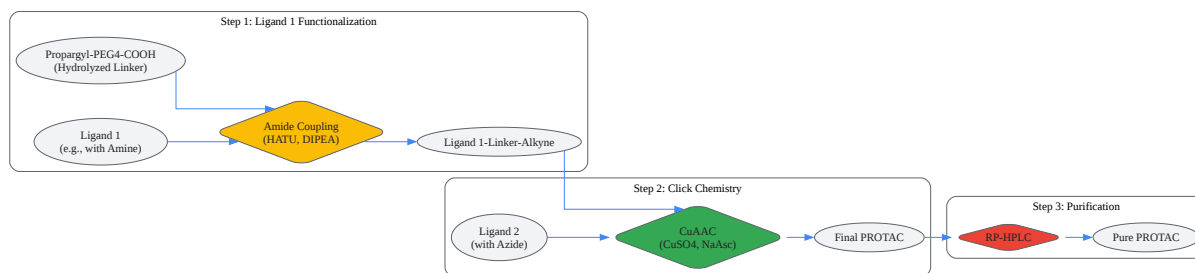 Step 1: Ligand 1 Functionalization
Propargyl-PEG4-COOH
(Hydrolyzed Linker)
Ligand 1
(e.g., with Amine)
Amide Coupling
(HATU, DIPEA)
Ligand 1-Linker-Alkyne
Step 2: Click Chemistry
Ligand 2
(with Azide)
CuAAC
(CuSO4, NaAsc)
Final PROTAC
Step 3: Purification
RP-HPLC
Pure PROTAC